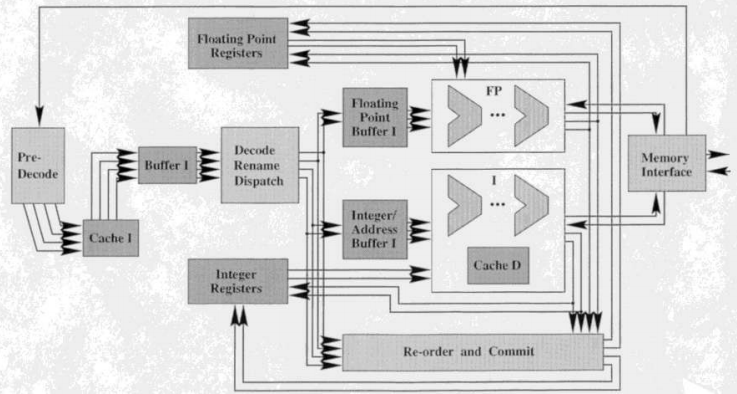 Floating Point
Registers
Pre-
Decode
Cache I
Buffer I
Decode
Rename
Dispatch
Floating
Point
Buffer I
FP
...
Integer/
Address
Buffer I
I
...
Cache D
Memory
Interface
Integer
Registers
Re-order and Commit